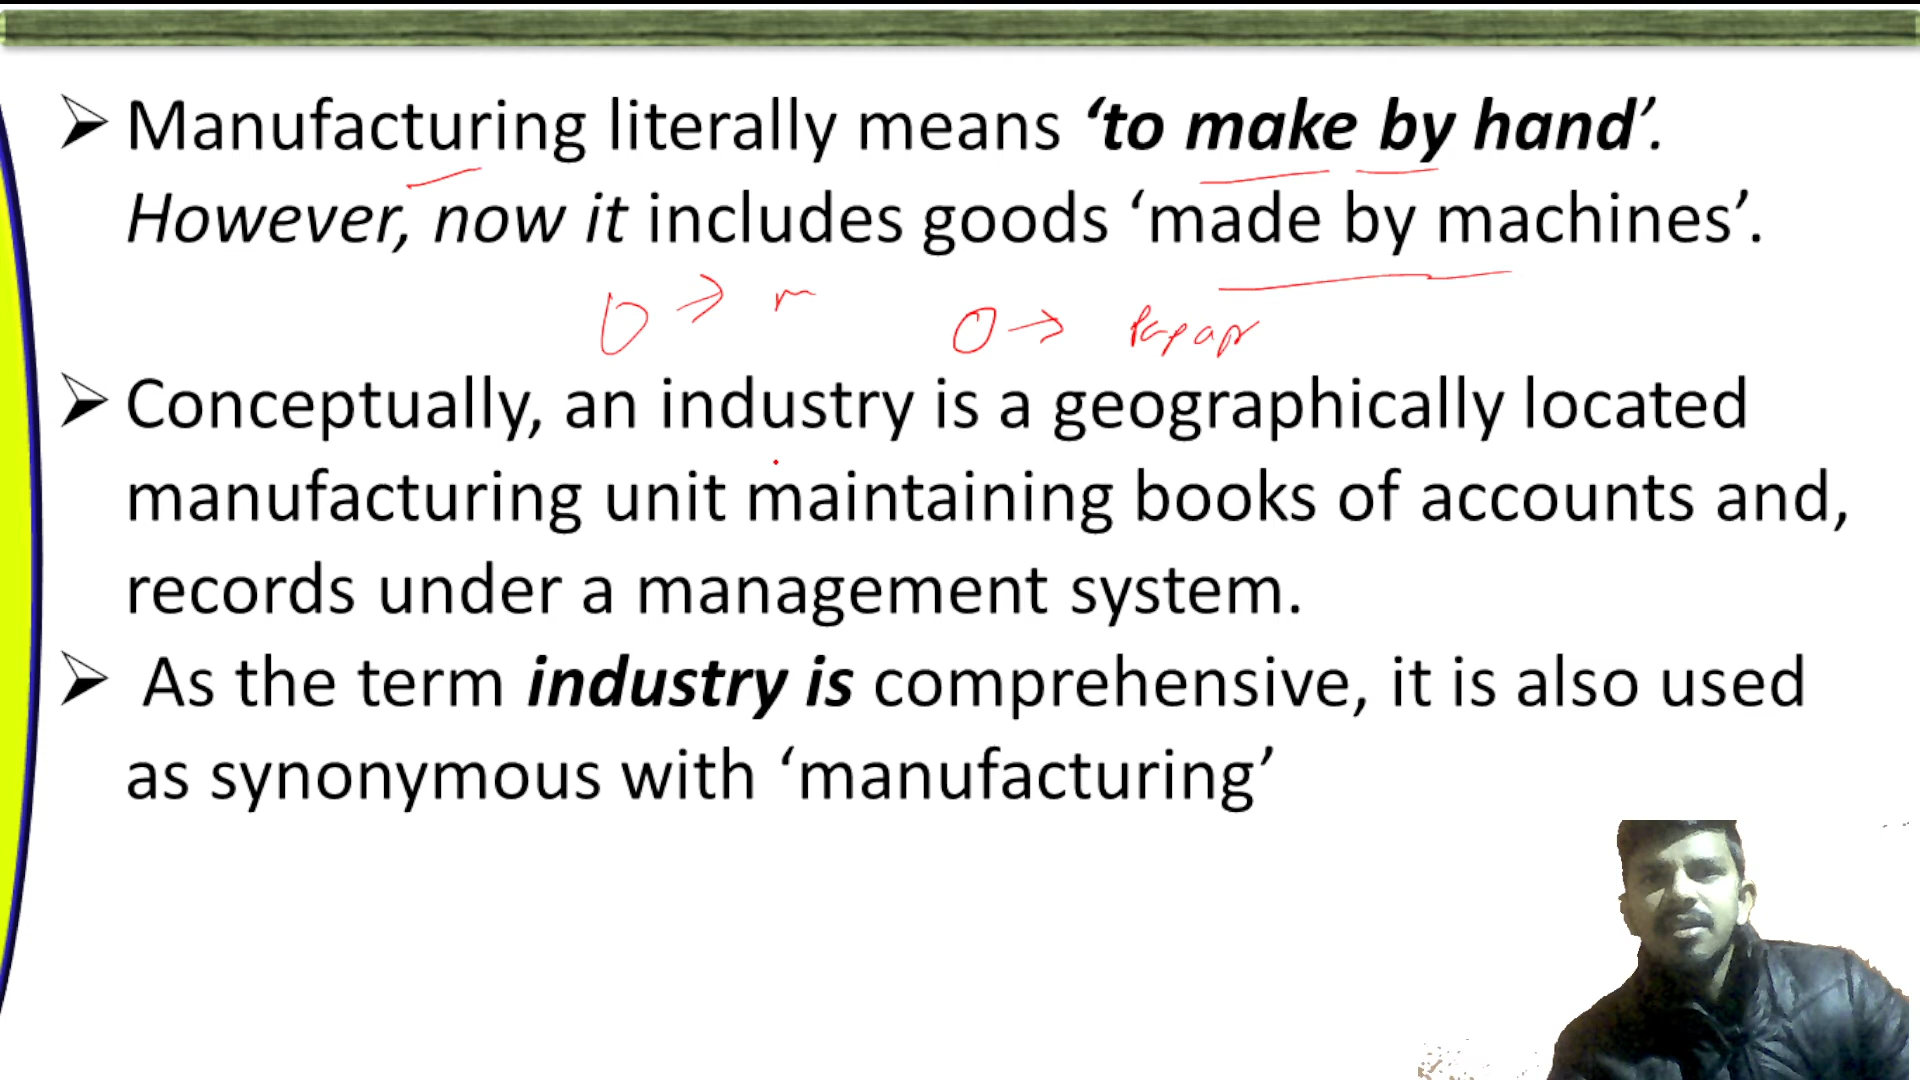 ➢ Manufacturing literally means ‘to make by hand’.
However, now it includes goods ‘made by machines’.
➢ Conceptually, an industry is a geographically located
manufacturing unit maintaining books of accounts and,
records under a management system.
➢ As the term industry is comprehensive, it is also used
as synonymous with ‘manufacturing’